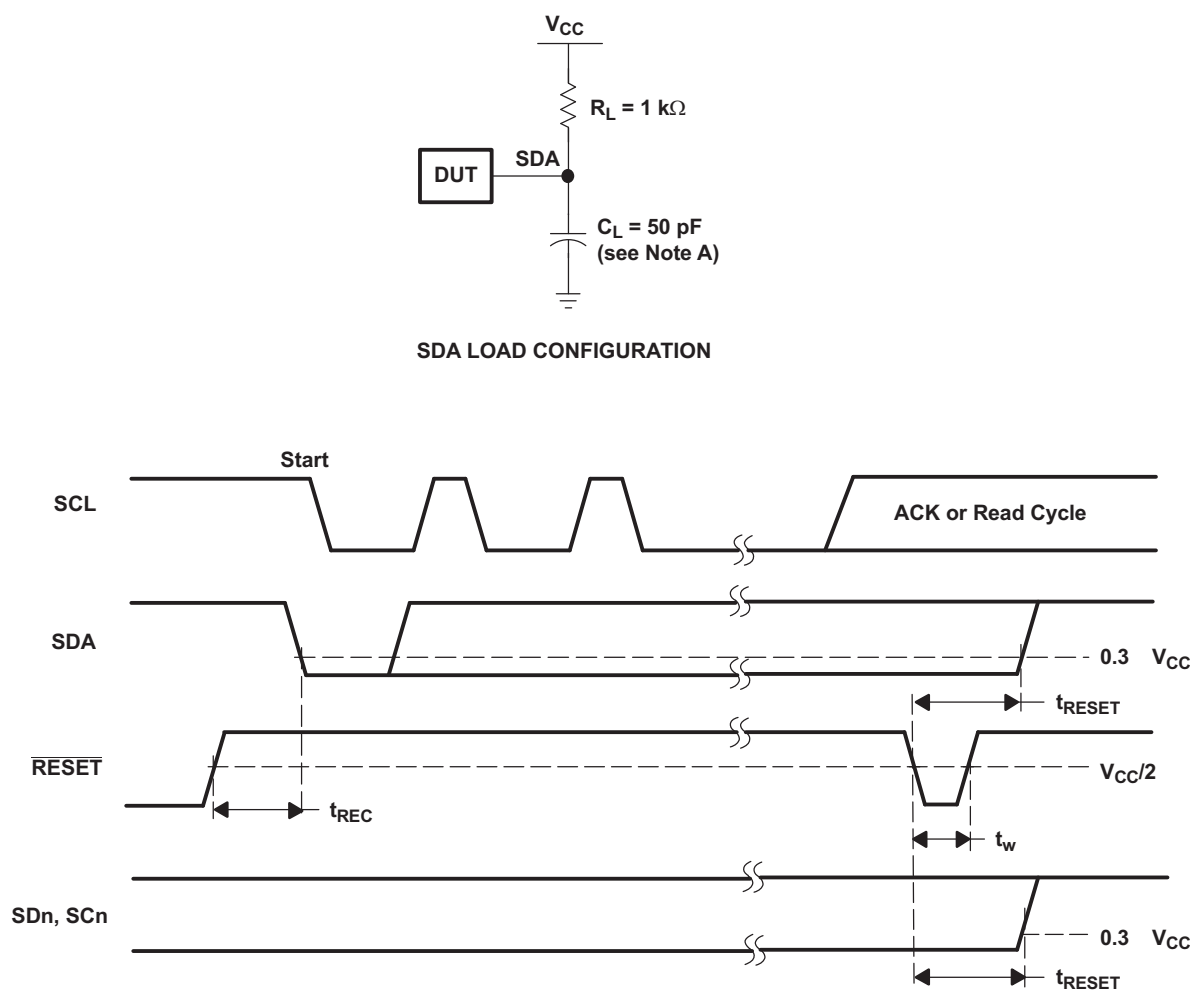 VCC
RL = 1 kΩ
DUT
SDA
CL = 50 pF
(see Note A)
SDA LOAD CONFIGURATION
Start
SCL
ACK or Read Cycle
SDA
0.3 VCC
tRESET
RESET
VCC/2
tREC
tw
SDn, SCn
0.3 VCC
tRESET